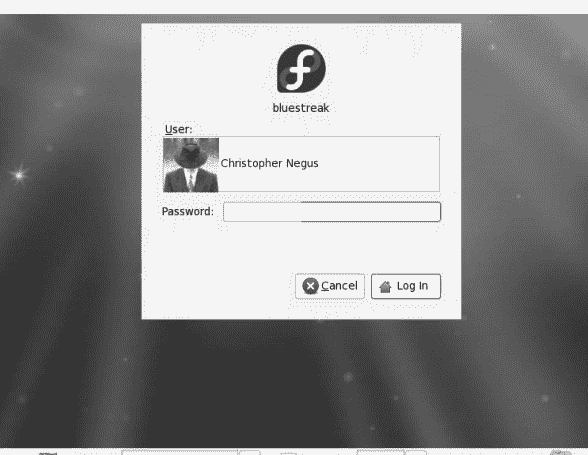 bluestreak
User:
Christopher Negus
Password:
Cancel
Log In